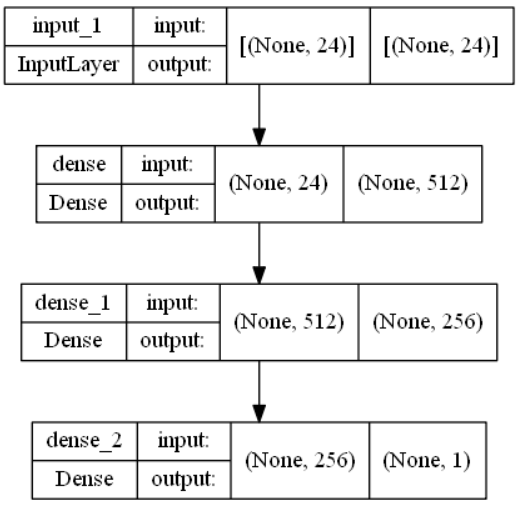 input_1 input: [(None, 24)] [(None, 24)]
InputLayer output:
dense input: (None, 24) (None, 512)
Dense output:
dense_1 input: (None, 512) (None, 256)
Dense output:
dense_2 input: (None, 256) (None, 1)
Dense output: